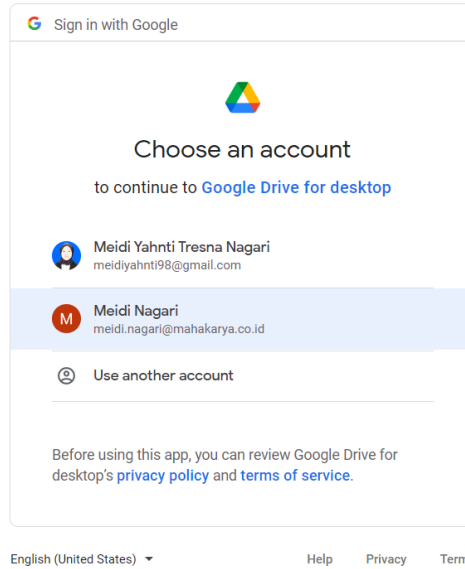 Sign in with Google
Choose an account
to continue to Google Drive for desktop
Meidi Yahnti Tresna Nagari
meidiyahnti98@gmail.com
M
Meidi Nagari
meidi.nagari@mahakarya.co.id
Use another account
Before using this app, you can review Google Drive for
desktop's privacy policy and terms of service.
English (United States)
Help
Privacy
Term